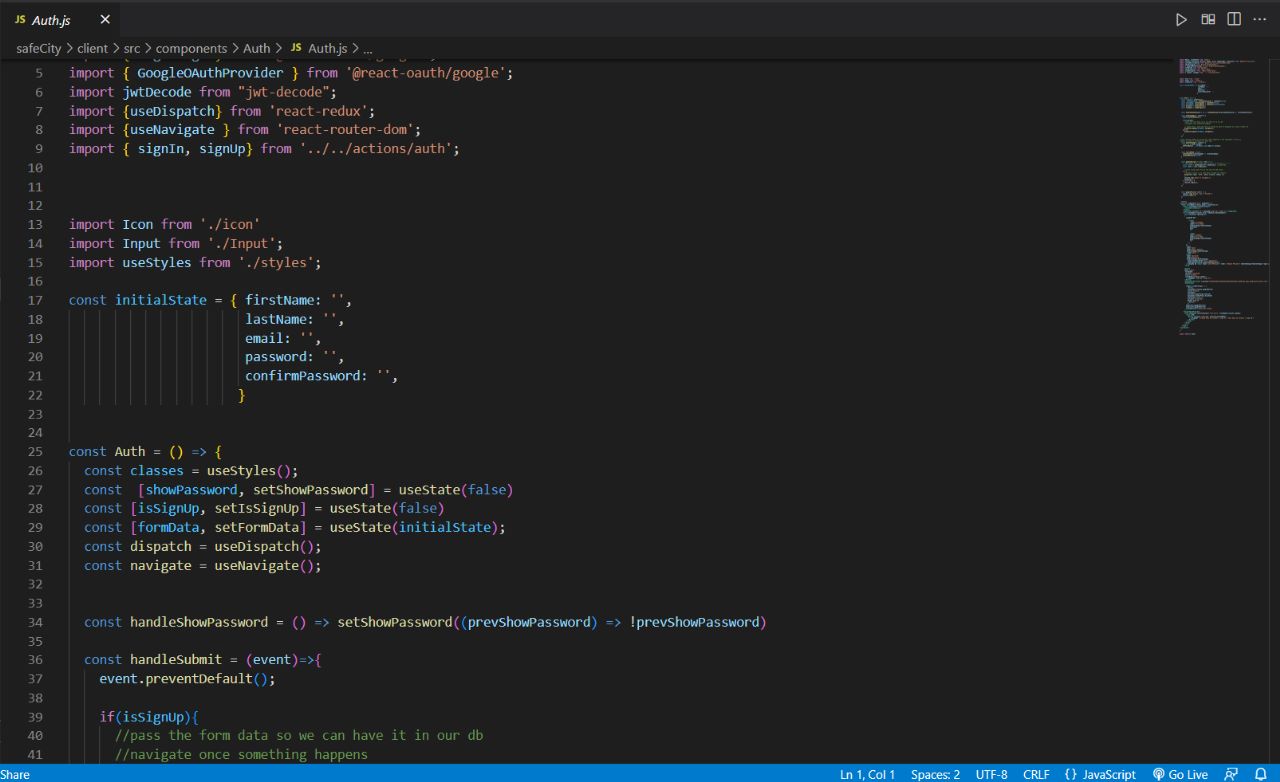 JS Auth.js
safeCity > client > src > components > Auth > JS Auth.js > ...
5 import { GoogleOAuthProvider } from '@react-oauth/google';
6 import jwtDecode from "jwt-decode";
7 import {useDispatch} from 'react-redux';
8 import {useNavigate } from 'react-router-dom';
9 import { signIn, signUp} from '../../actions/auth';
10
11
12
13 import Icon from './icon'
14 import Input from './Input';
15 import useStyles from './styles';
16
17 const initialState = { firstName: '',
18 lastName: '',
19 email: '',
20 password: '',
21 confirmPassword: '',
22 }
23
24
25 const Auth = () => {
26 const classes = useStyles();
27 const [showPassword, setShowPassword] = useState(false)
28 const [isSignUp, setIsSignUp] = useState(false)
29 const [formData, setFormData] = useState(initialState);
30 const dispatch = useDispatch();
31 const navigate = useNavigate();
32
33
34 const handleShowPassword = () => setShowPassword((prevShowPassword) => !prevShowPassword)
35
36 const handleSubmit = (event)=>{
37 event.preventDefault();
38
39 if(isSignUp){
40 //pass the form data so we can have it in our db
41 //navigate once something happens
Share Ln 1, Col 1 Spaces: 2 UTF-8 CRLF {} JavaScript Go Live